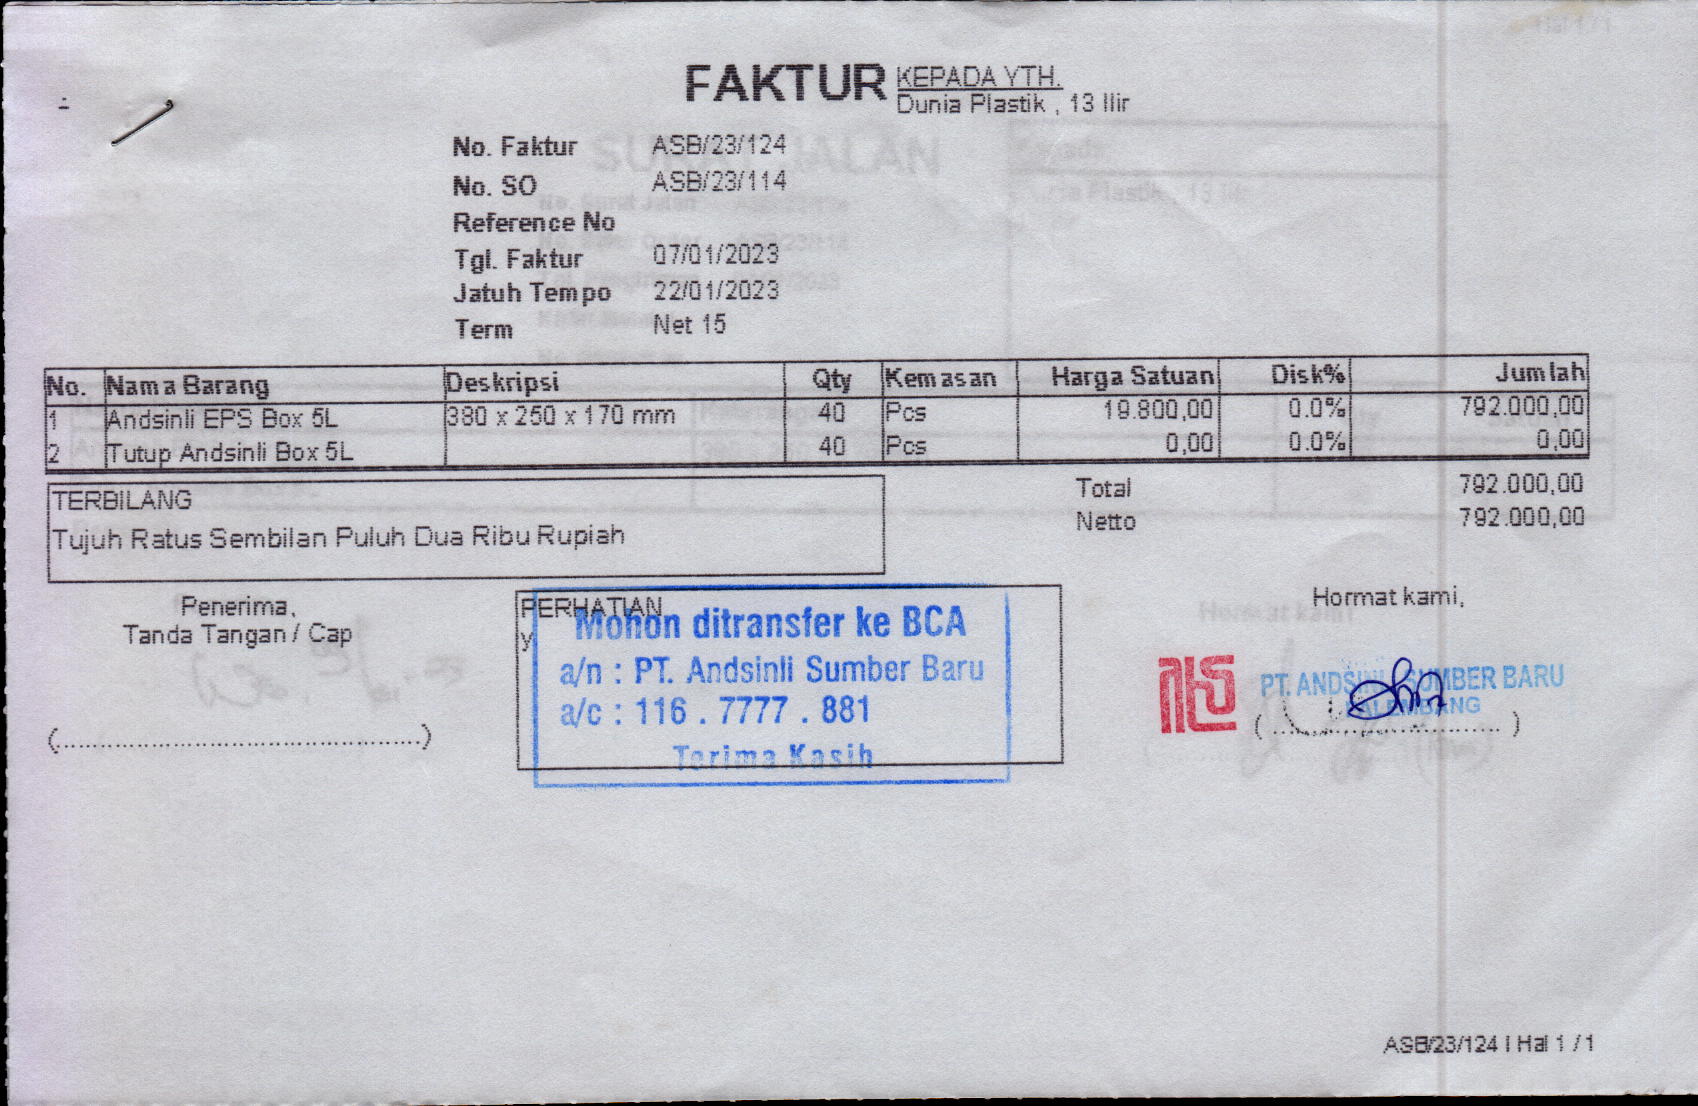 FAKTUR
KEPADA YTH.
Dunia Plastik , 13 Ilir
No. Faktur ASB/23/124
No. SO ASB/23/114
Reference No
Tgl. Faktur 07/01/2023
Jatuh Tempo 22/01/2023
Term Net 15
No. Nama Barang Deskripsi Qty Kemasan Harga Satuan Disk% Jumlah
1 Andsinli EPS Box 5L 380 x 250 x 170 mm 40 Pcs 19.800,00 0.0% 792.000,00
2 Tutup Andsinli Box 5L 40 Pcs 0,00 0.0% 0,00
Total 792.000,00
Netto 792.000,00
TERBILANG
Tujuh Ratus Sembilan Puluh Dua Ribu Rupiah
Penerima,
Tanda Tangan / Cap
(................................................)
PERHATIAN
y
Mohon ditransfer ke BCA
a/n : PT. Andsinli Sumber Baru
a/c : 116 . 7777 . 881
Terima Kasih
Hormat kami,
PT. ANDSINLI SUMBER BARU
PALEMBANG
(................................)
ASB/23/124 | Hal 1 / 1